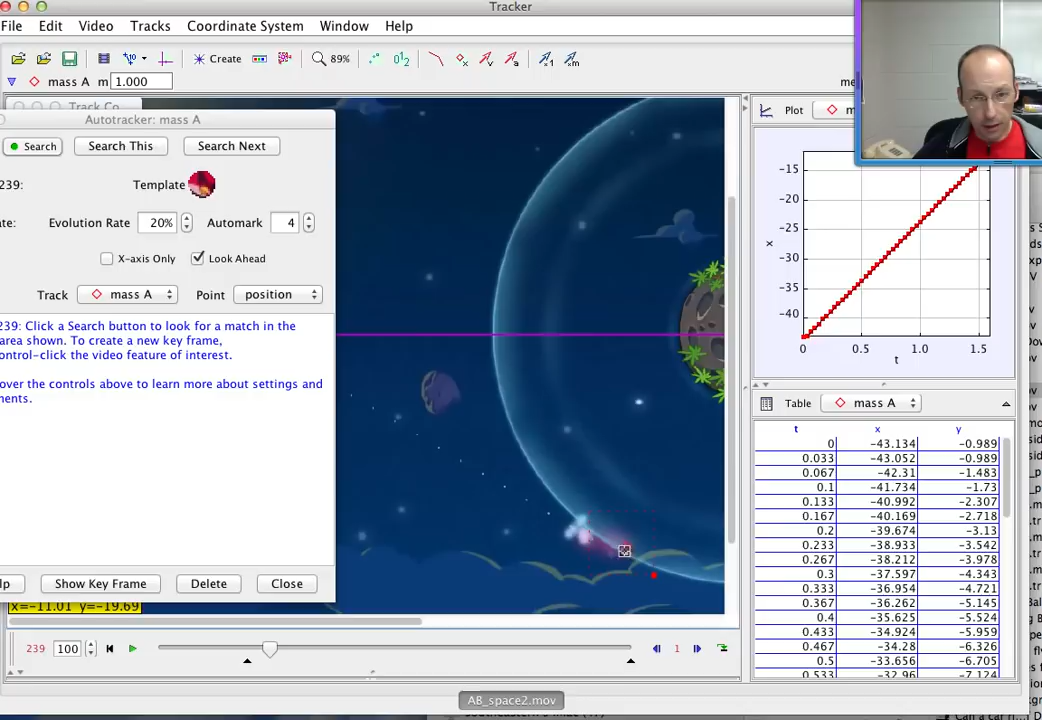 Tracker
File Edit Video Tracks Coordinate System Window Help
Create 89%
mass A m 1.000
Autotracker: mass A
Search Search This Search Next
239: Template
Evolution Rate 20% Automark 4
X-axis Only Look Ahead
Track mass A Point position
239: Click a Search button to look for a match in the
area shown. To create a new key frame,
control-click the video feature of interest.
over the controls above to learn more about settings and
Show Key Frame Delete Close
x=-11.01 y=-19.69
239 100 1
Plot
-15
-20
-25
-30
-35
-40
x
0 0.5 1.0 1.5
t
Table mass A
t x y
0 -43.134 -0.989
0.033 -43.052 -0.989
0.067 -42.31 -1.483
0.1 -41.734 -1.73
0.133 -40.992 -2.307
0.167 -40.169 -2.718
0.2 -39.674 -3.13
0.233 -38.933 -3.542
0.267 -38.212 -3.978
0.3 -37.597 -4.343
0.333 -36.954 -4.721
0.367 -36.262 -5.145
0.4 -35.625 -5.524
0.433 -34.924 -5.959
0.467 -34.28 -6.326
0.5 -33.656 -6.705
0.533 -32.96 -7.124
AB_space2.mov